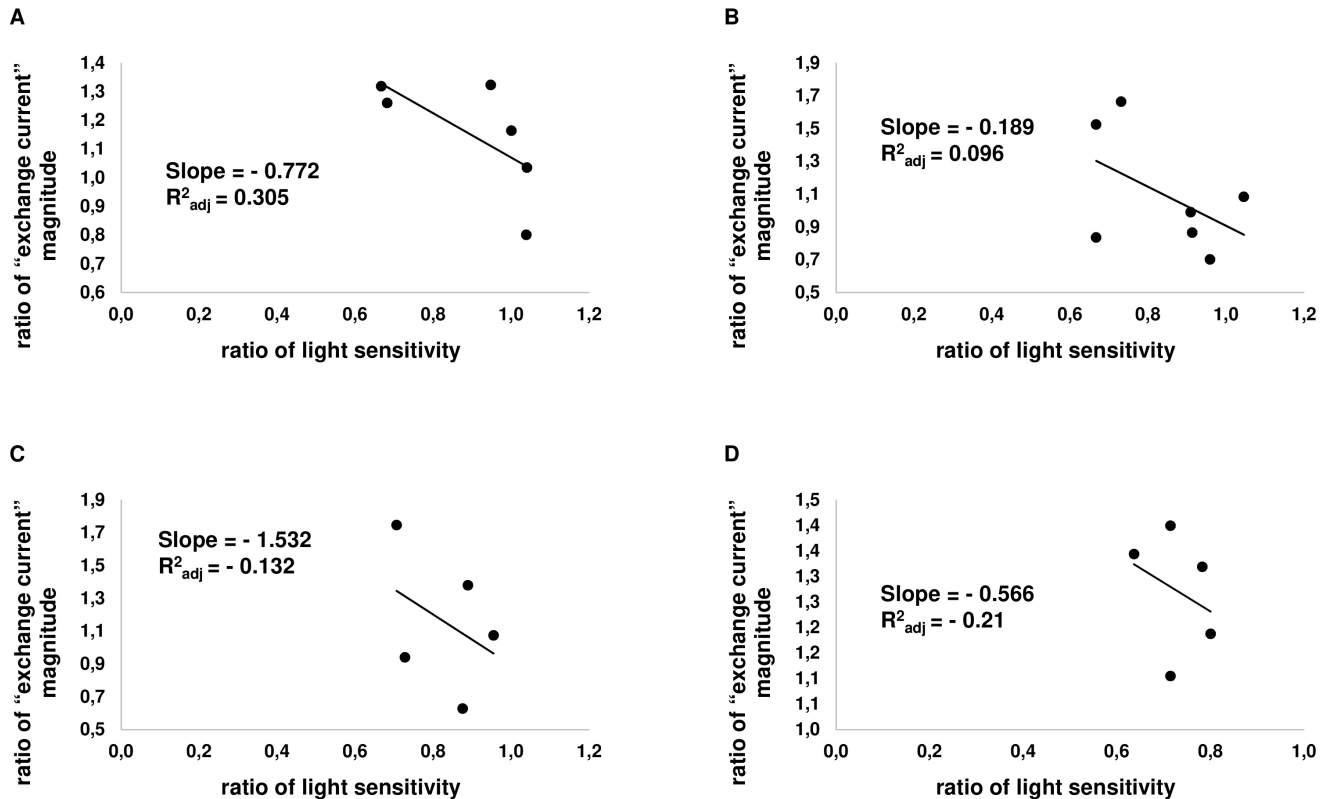 A
ratio of “exchange current”
magnitude
1,4
1,3
1,2
1,1
1,0
0,9
0,8
0,7
0,6
Slope = - 0.772
R²adj = 0.305
0,0 0,2 0,4 0,6 0,8 1,0 1,2
ratio of light sensitivity
B
ratio of “exchange current”
magnitude
1,9
1,7
1,5
1,3
1,1
0,9
0,7
0,5
Slope = - 0.189
R²adj = 0.096
0,0 0,2 0,4 0,6 0,8 1,0 1,2
ratio of light sensitivity
C
ratio of “exchange current”
magnitude
1,9
1,7
1,5
1,3
1,1
0,9
0,7
0,5
Slope = - 1.532
R²adj = - 0.132
0,0 0,2 0,4 0,6 0,8 1,0 1,2
ratio of light sensitivity
D
ratio of “exchange current”
magnitude
1,5
1,4
1,4
1,3
1,3
1,2
1,2
1,1
1,1
1,0
Slope = - 0.566
R²adj = - 0.21
0,0 0,2 0,4 0,6 0,8 1,0
ratio of light sensitivity